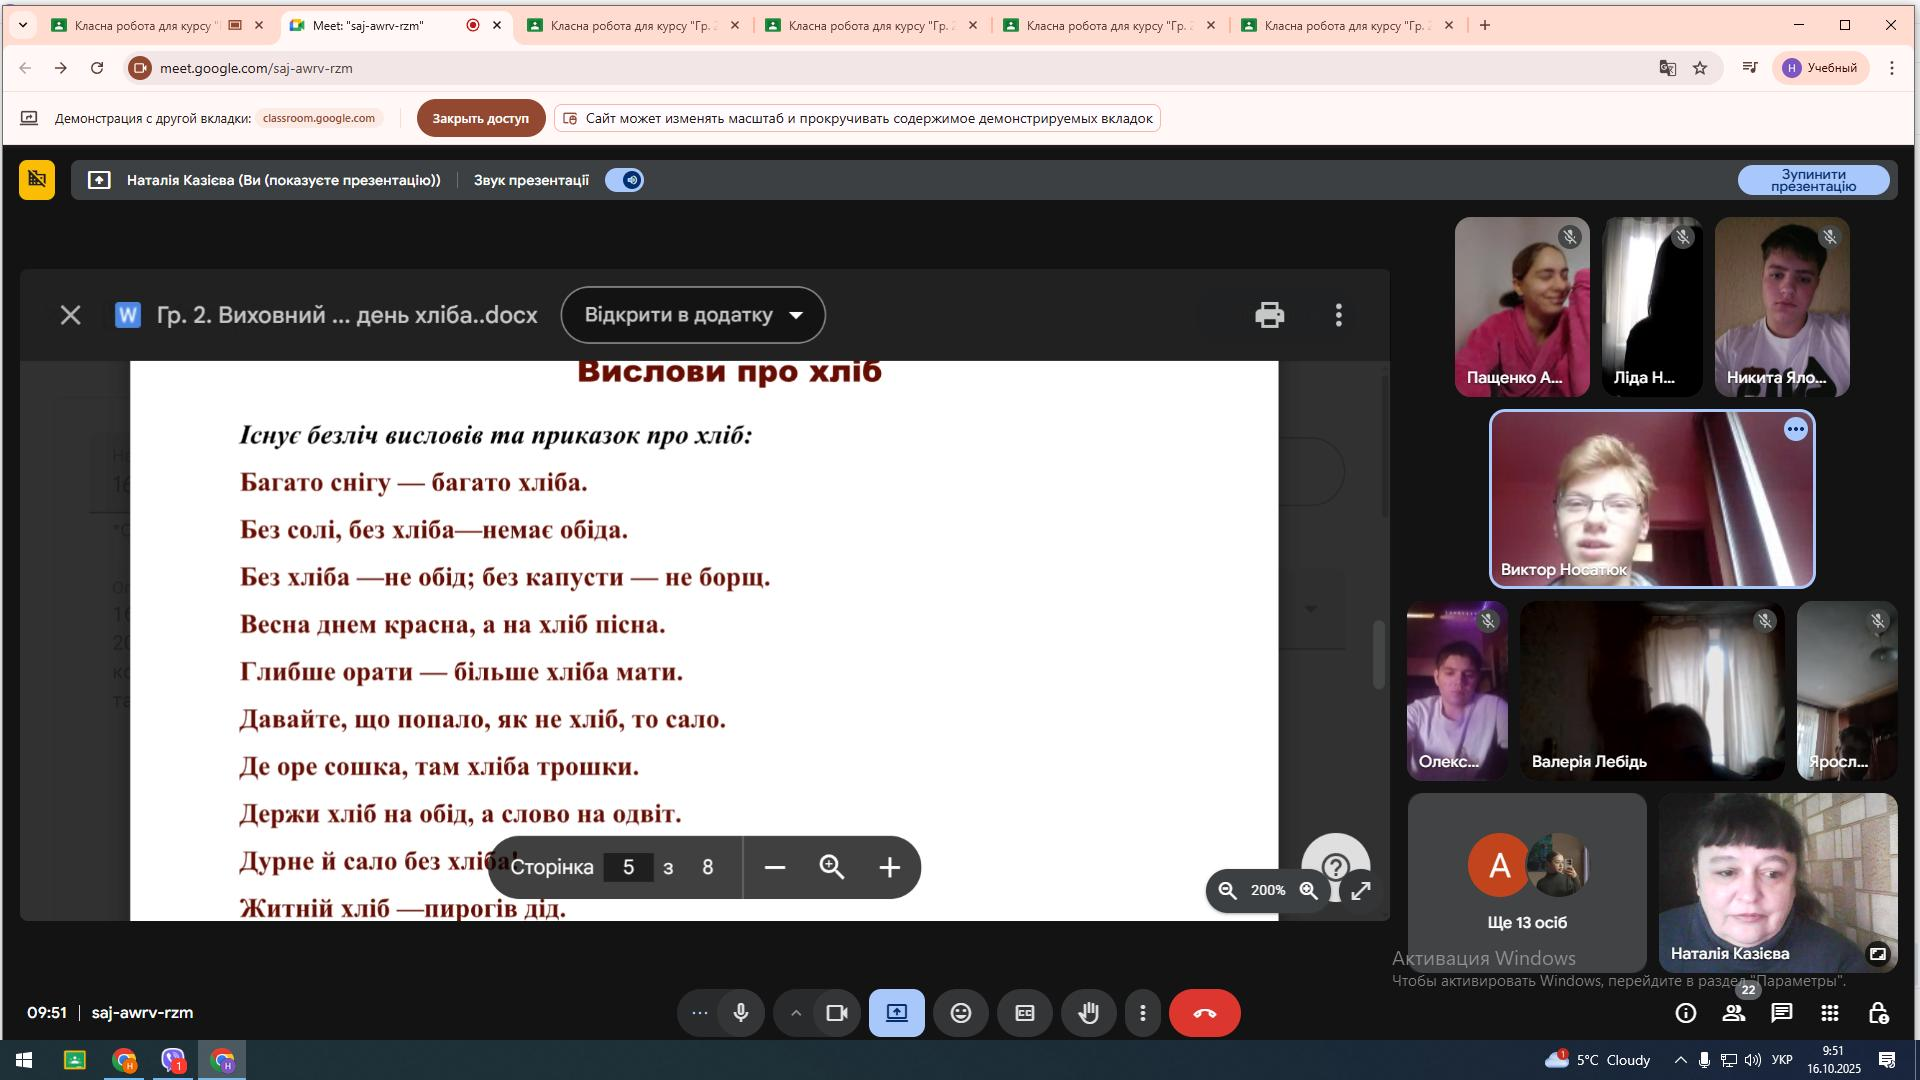 Класна робота для курсу "
Meet: "saj-awrv-rzm"
Класна робота для курсу "Гр. 2
Класна робота для курсу "Гр. 2
Класна робота для курсу "Гр. 2
Класна робота для курсу "Гр. 2
meet.google.com/saj-awrv-rzm
Н Учебный
Демонстрация с другой вкладки: classroom.google.com
Закрыть доступ
Сайт может изменять масштаб и прокручивать содержимое демонстрируемых вкладок
Наталія Казієва (Ви (показуєте презентацію))
Звук презентації
Зупинити
презентацію
W Гр. 2. Виховний ... день хліба..docx
Відкрити в додатку
Вислови про хліб
Існує безліч висловів та приказок про хліб:
Багато снігу — багато хліба.
Без солі, без хліба—немає обіда.
Без хліба —не обід; без капусти — не борщ.
Весна днем красна, а на хліб пісна.
Глибше орати — більше хліба мати.
Давайте, що попало, як не хліб, то сало.
Де оре сошка, там хліба трошки.
Держи хліб на обід, а слово на одвіт.
Дурне й сало без хліба!
Житній хліб —пирогів дід.
Сторінка 5 з 8
200%
Пащенко А...
Ліда Н...
Никита Яло...
Виктор Носатюк
Олекс...
Валерія Лебідь
Яросл...
А
Ще 13 осіб
Наталія Казієва
Активация Windows
Чтобы активировать Windows, перейдите в раздел "Параметры".
09:51 | saj-awrv-rzm
CC
22
1
5°C Cloudy
УКР
9:51
16.10.2025